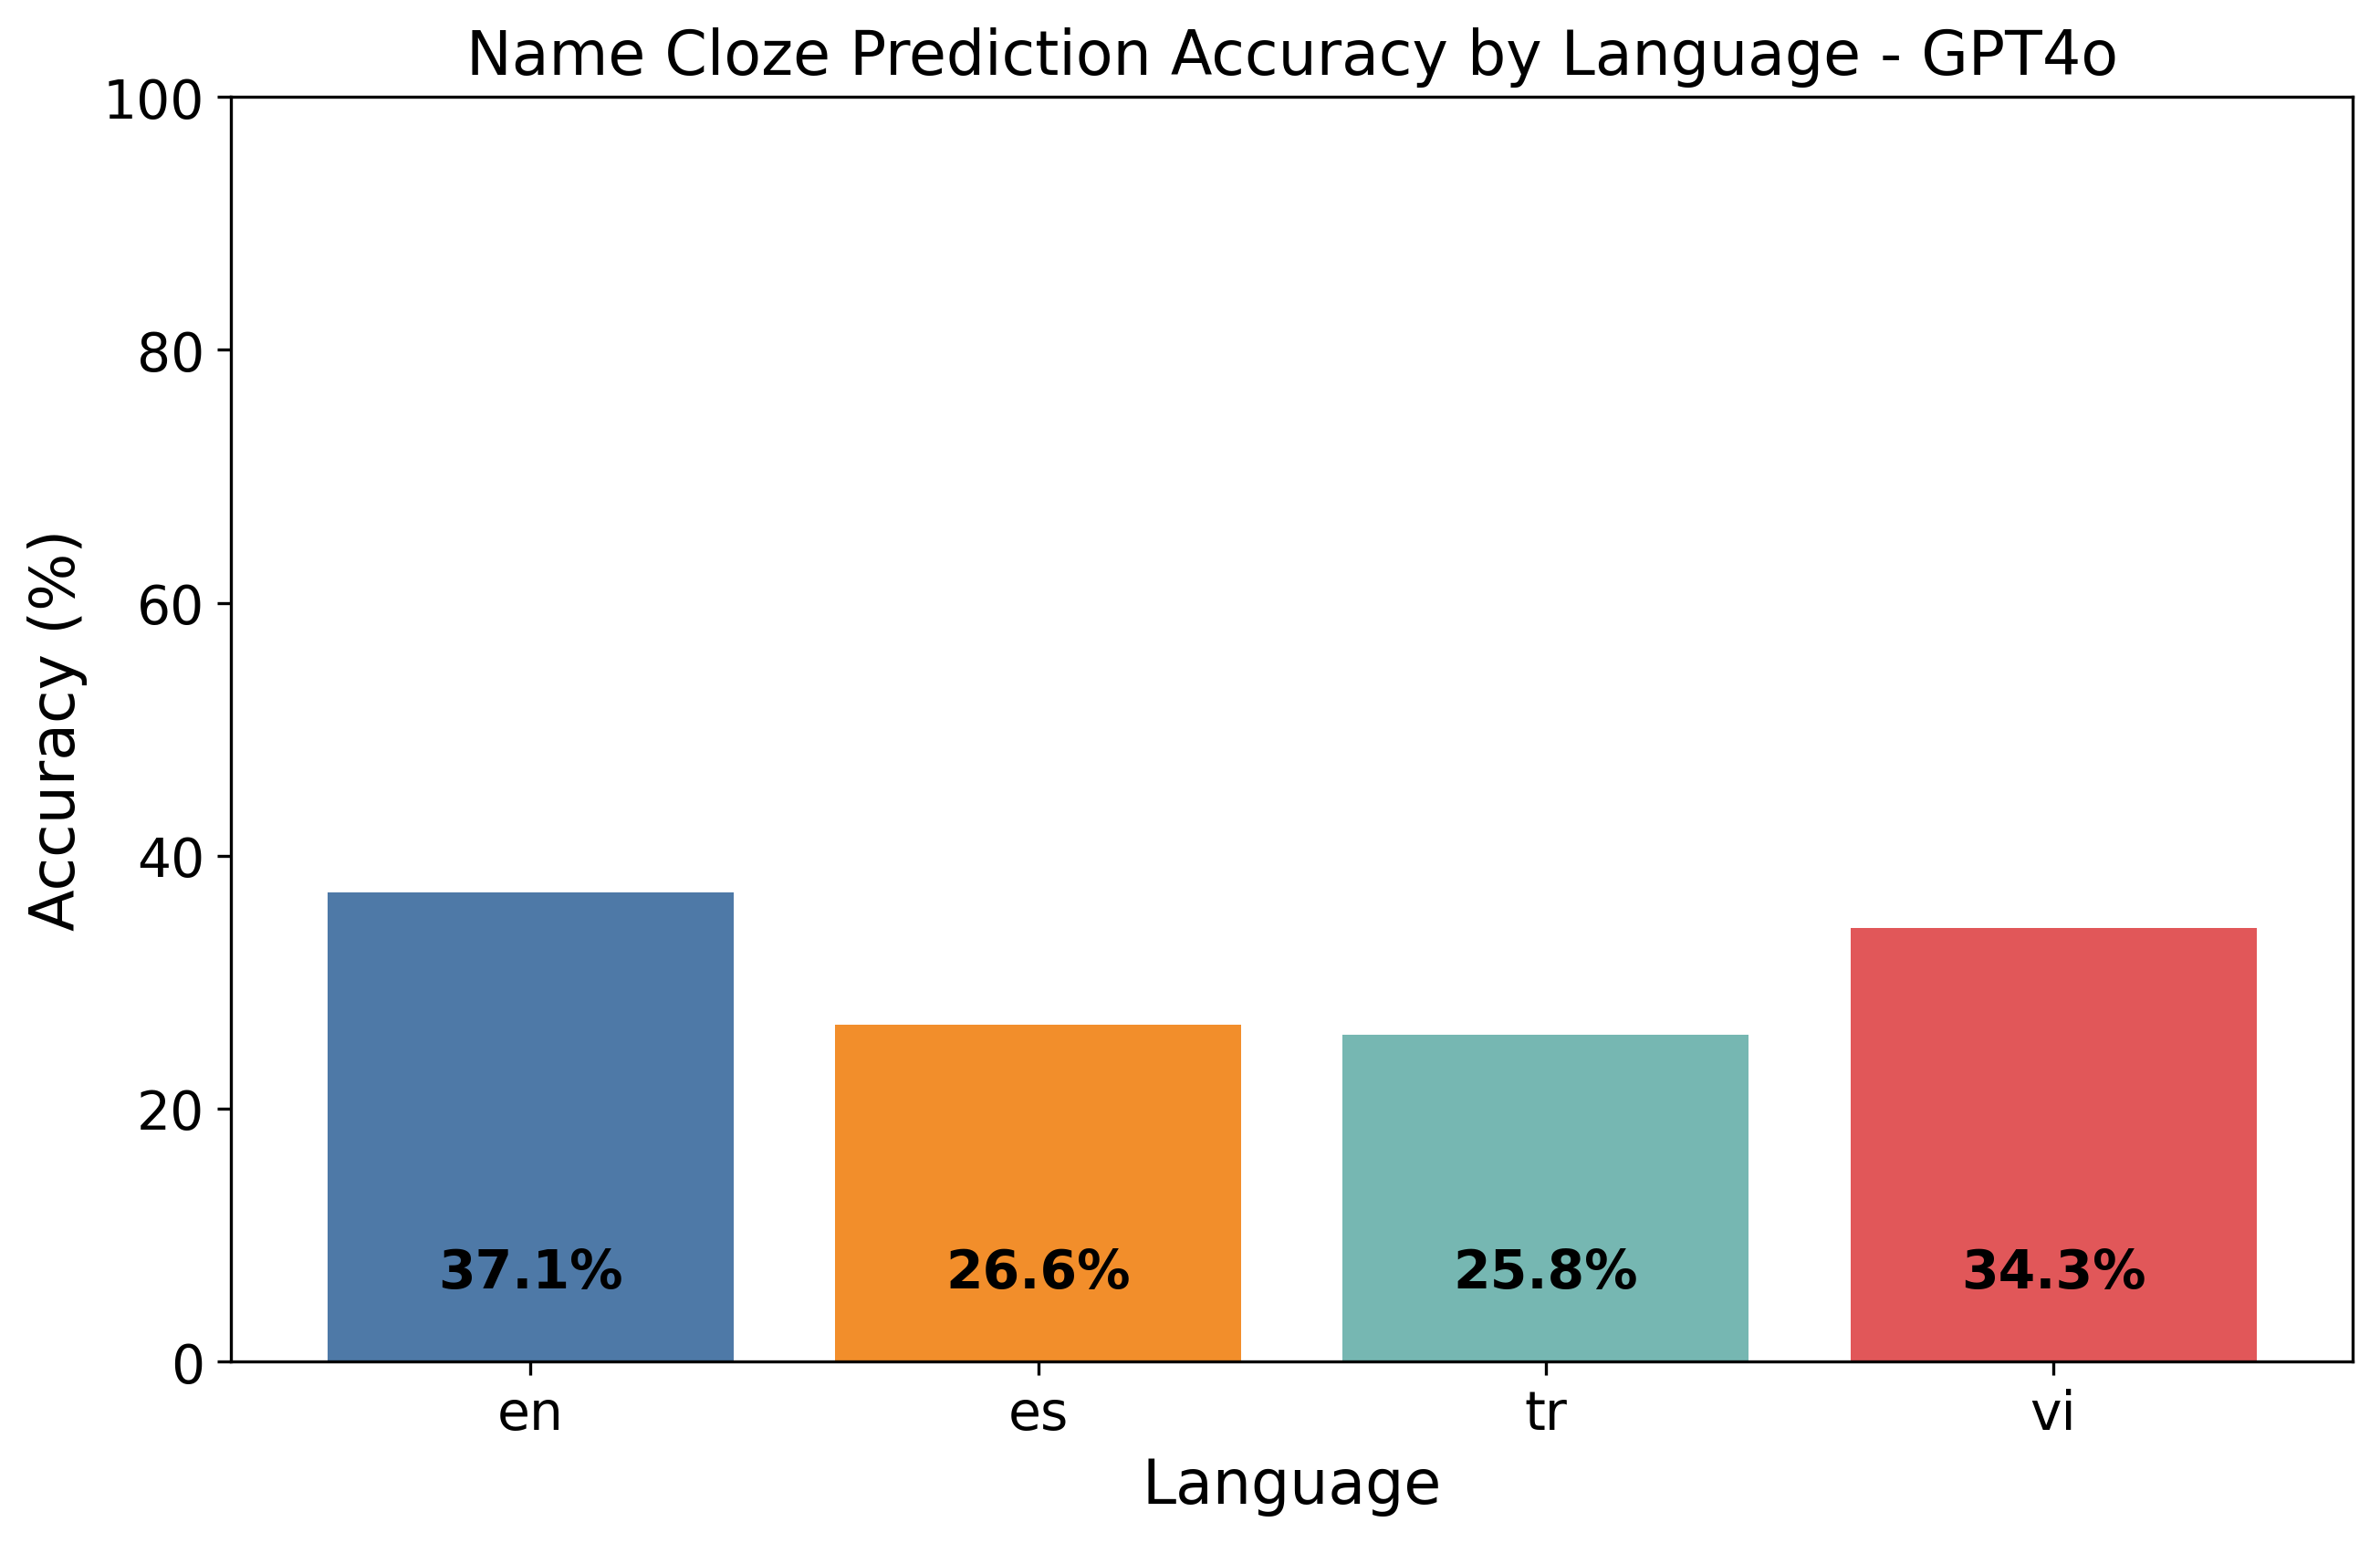 Name Cloze Prediction Accuracy by Language - GPT4o
Accuracy (%)
100
80
60
40
20
0
37.1%
26.6%
25.8%
34.3%
en
es
tr
vi
Language